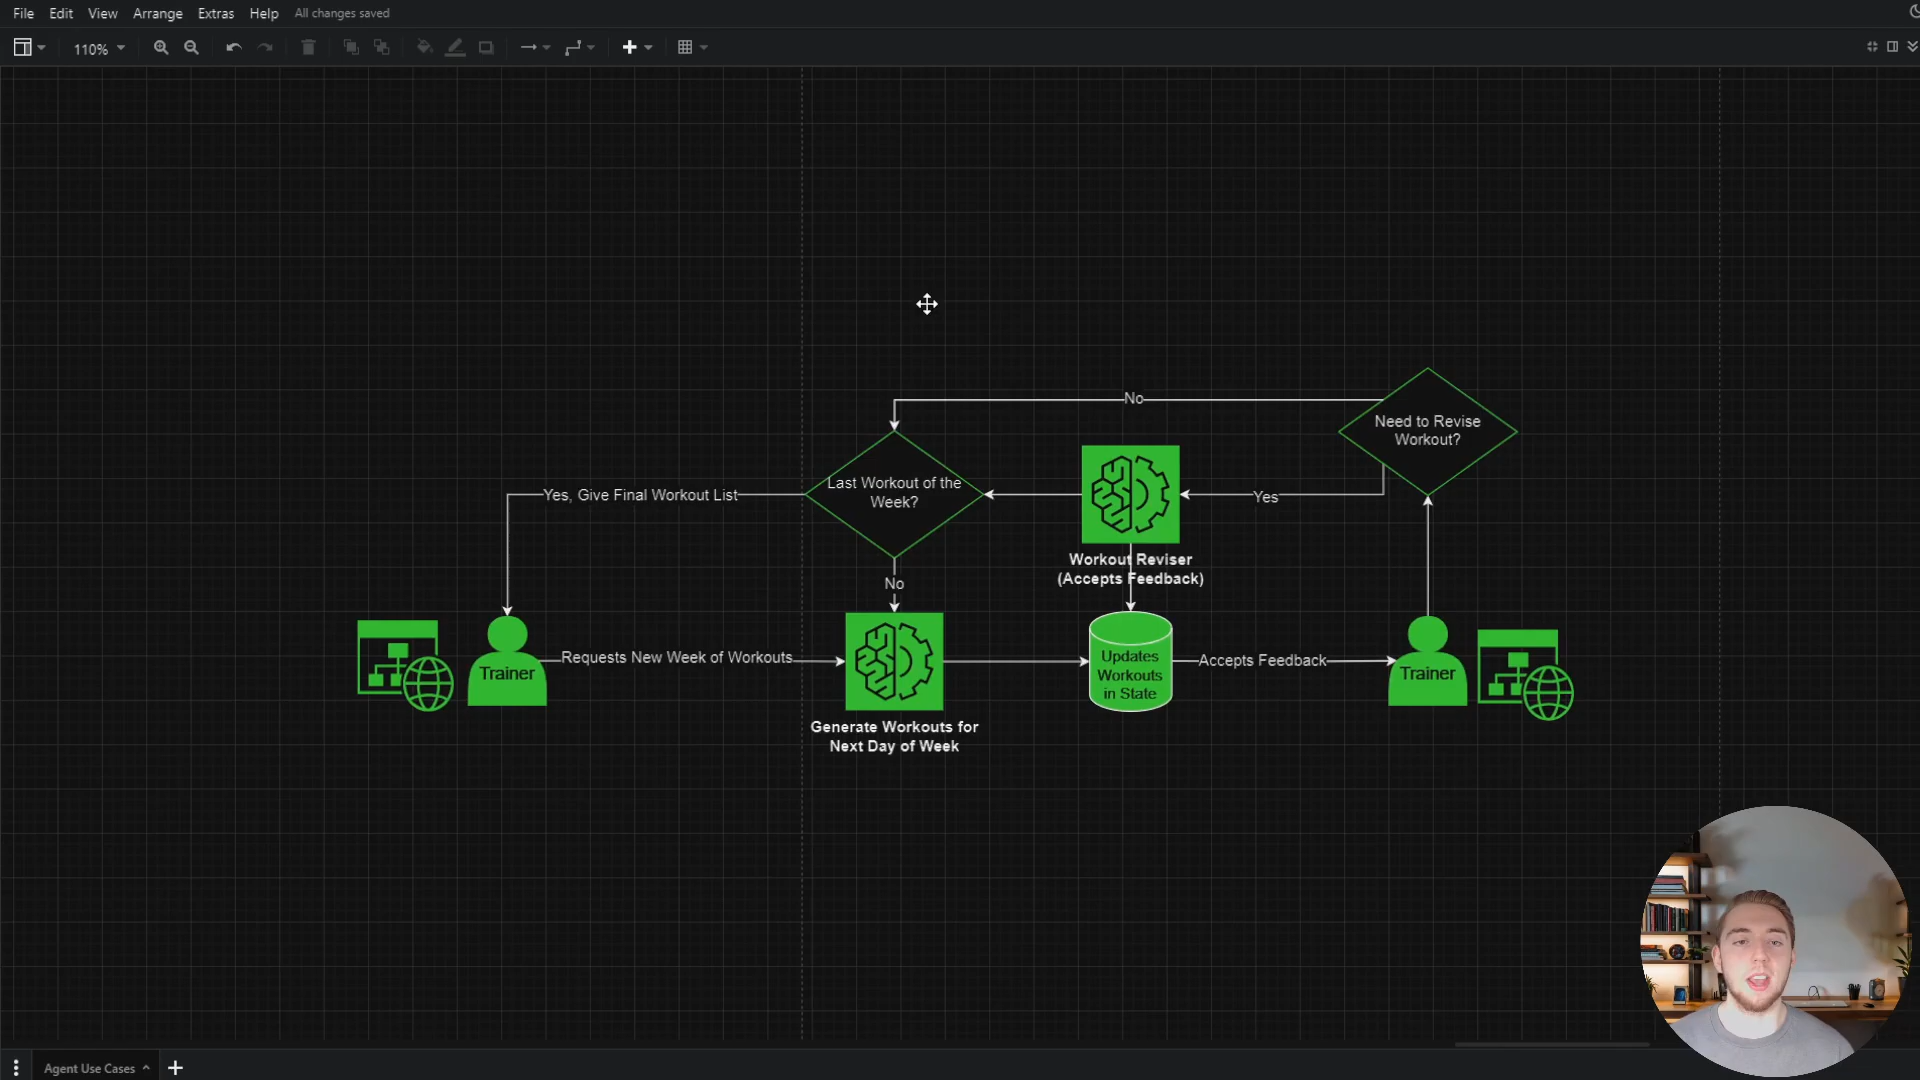 File Edit View Arrange Extras Help All changes saved
110%
No
Need to Revise
Workout?
Last Workout of the
Week?
Yes, Give Final Workout List
Yes
Workout Reviser
(Accepts Feedback)
No
Trainer
Requests New Week of Workouts
Generate Workouts for
Next Day of Week
Updates
Workouts
in State
Accepts Feedback
Trainer
Agent Use Cases